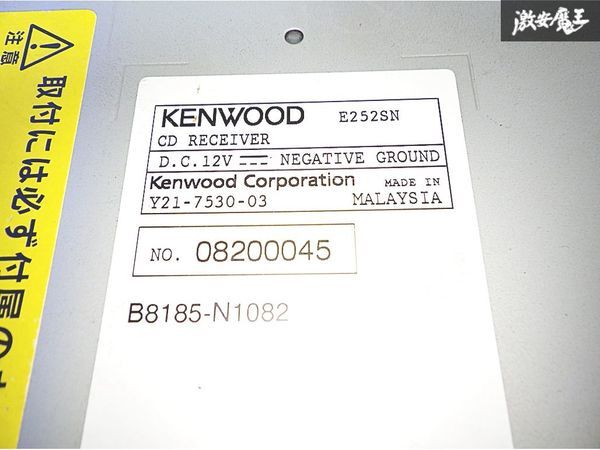 激安魔王
注意
取付には必ず付属の
KENWOOD E252SN
CD RECEIVER
D.C.12V ⎓ NEGATIVE GROUND
Kenwood Corporation MADE IN
Y21-7530-03 MALAYSIA
NO. 08200045
B8185-N1082